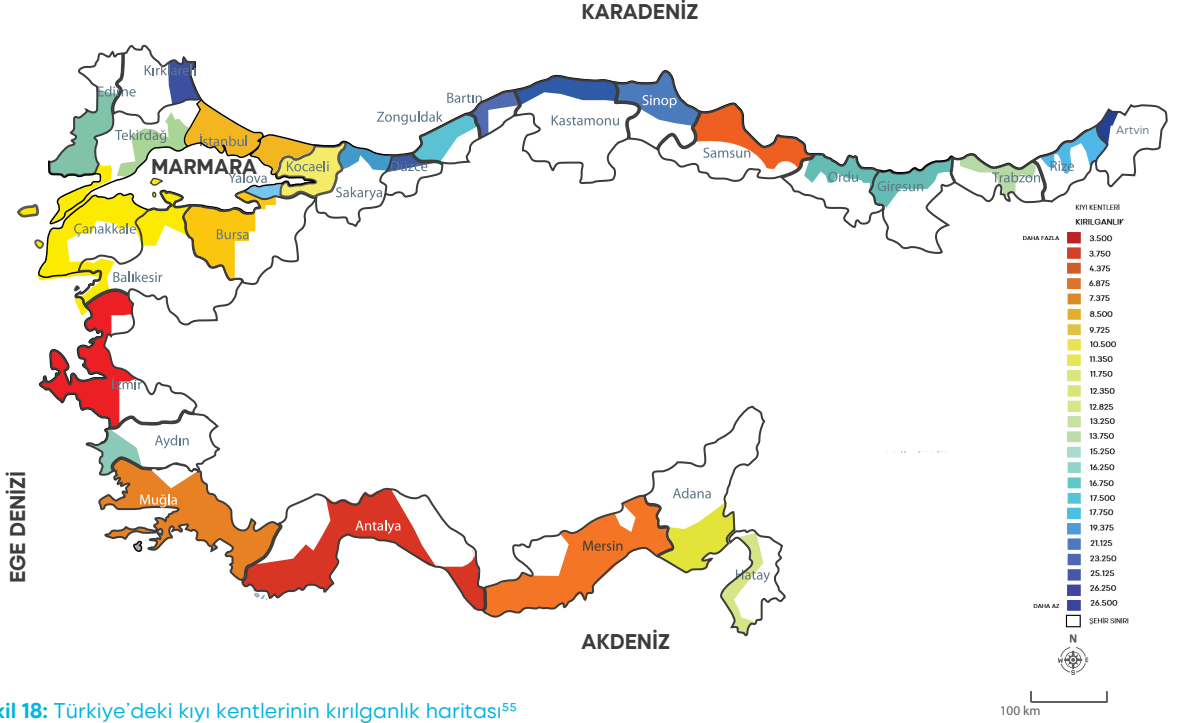 KARADENİZ
Kırklareli
Edirne
Tekirdağ
İstanbul
MARMARA
Kocaeli
Yalova
Sakarya
Düzce
Zonguldak
Bartın
Kastamonu
Sinop
Samsun
Ordu
Giresun
Trabzon
Rize
Artvin
Çanakkale
Bursa
Balıkesir
İzmir
Aydın
Muğla
EGE DENİZİ
Antalya
Mersin
Adana
Hatay
AKDENİZ
KIYI KENTLERİ
KIRILGANLIK
DAHA FAZLA
3.500
3.750
4.375
6.875
7.375
8.500
9.725
10.500
11.350
11.750
12.350
12.825
13.250
13.750
15.250
16.250
16.750
17.500
17.750
19.375
21.125
23.250
25.125
26.250
DAHA AZ
26.500
ŞEHİR SINIRI
N
W E
S
100 km
kil 18: Türkiye'deki kıyı kentlerinin kırılganlık haritası55